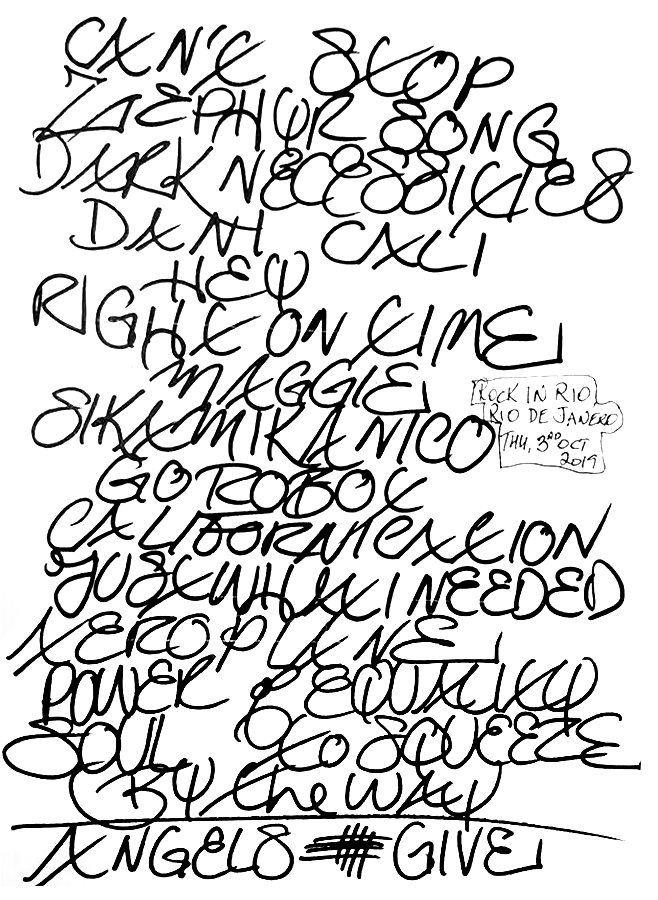 CAN'T STOP
ZEPHYR SONG
DARK NECESSITIES
DANI CALI
HEY
RIGHT ON TIME
MAGGIE
SIKAMIKANICO
GO ROBOT
CALIFORNICATION
JUST WHAT I NEEDED
AEROPLANE
POWER of EQUALITY
SOUL to SQUEEZE
By the WAY
ANGELS GIVE
ROCK IN RIO
RIO DE JANERO
THU, 3RD OCT
2019